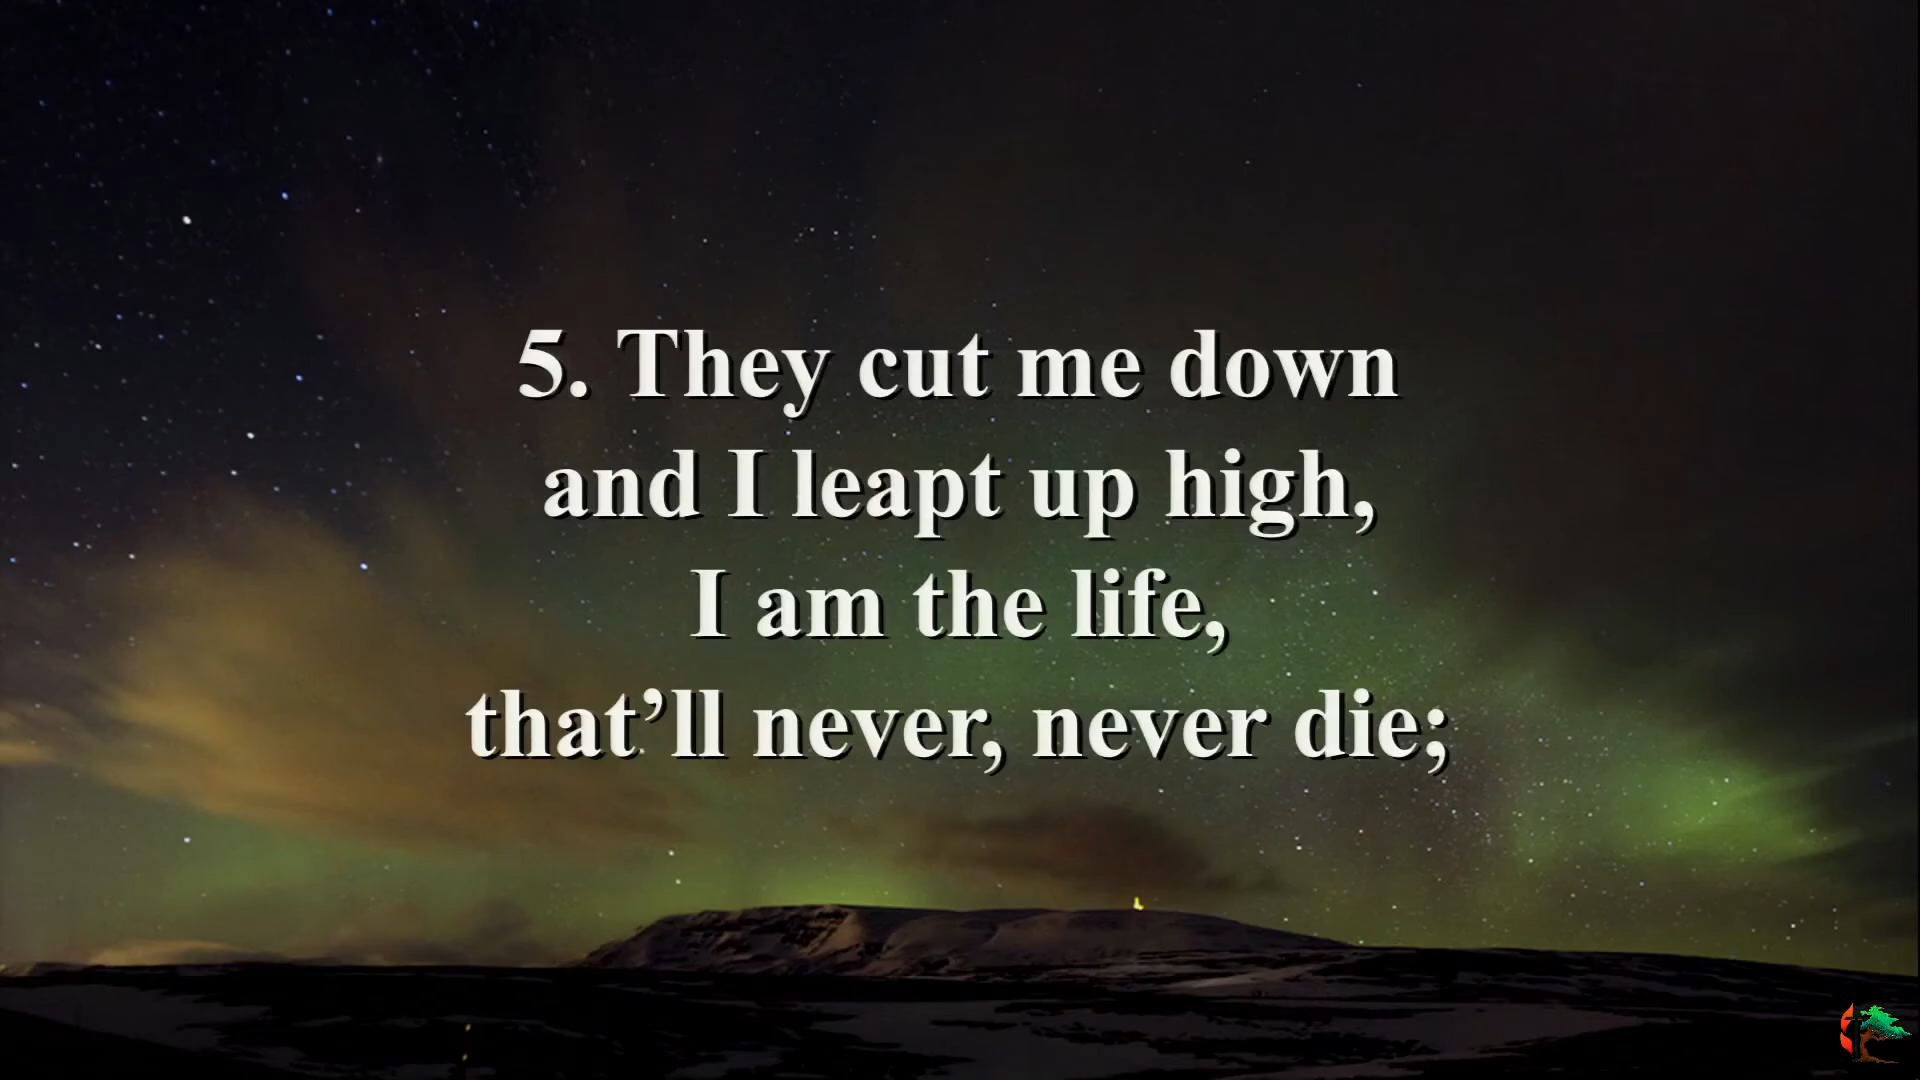 5. They cut me down
and I leapt up high,
I am the life,
that’ll never, never die;